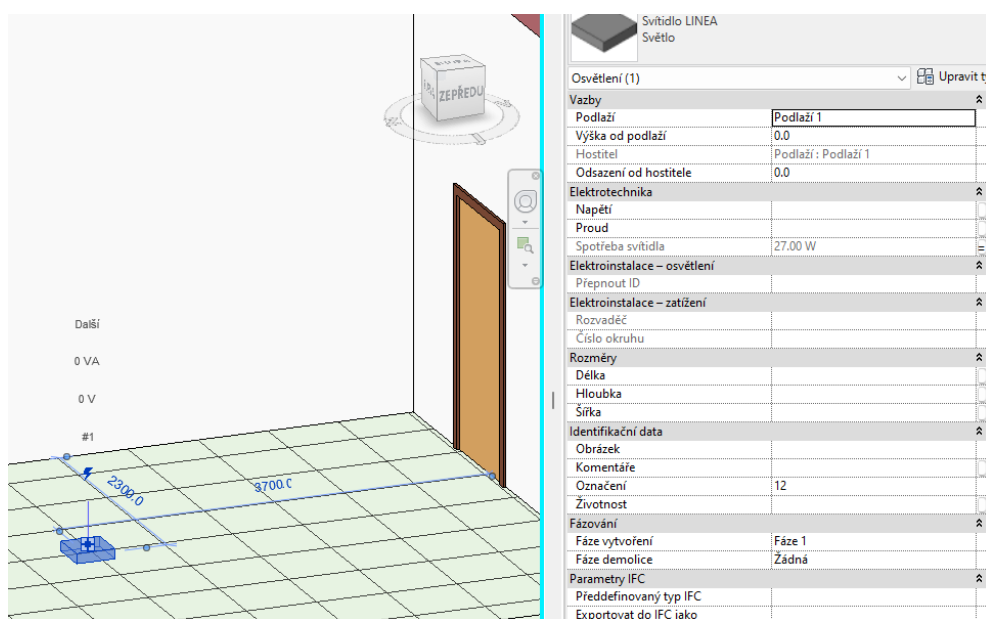 Svítidlo LINEA
Světlo
Osvětlení (1)
Upravit ty
Vazby
Podlaží Podlaží 1
Výška od podlaží 0.0
Hostitel Podlaží : Podlaží 1
Odsazení od hostitele 0.0
Elektrotechnika
Napětí
Proud
Spotřeba svítidla 27.00 W =
Elektroinstalace – osvětlení
Přepnout ID
Elektroinstalace – zatížení
Rozvaděč
Číslo okruhu
Rozměry
Délka
Hloubka
Šířka
Identifikační data
Obrázek
Komentáře
Označení 12
Životnost
Fázování
Fáze vytvoření Fáze 1
Fáze demolice Žádná
Parametry IFC
Předdefinovaný typ IFC
Exportovat do IFC jako
ZEPŘEDU
Další
0 VA
0 V
#1
2300.0
3700.0